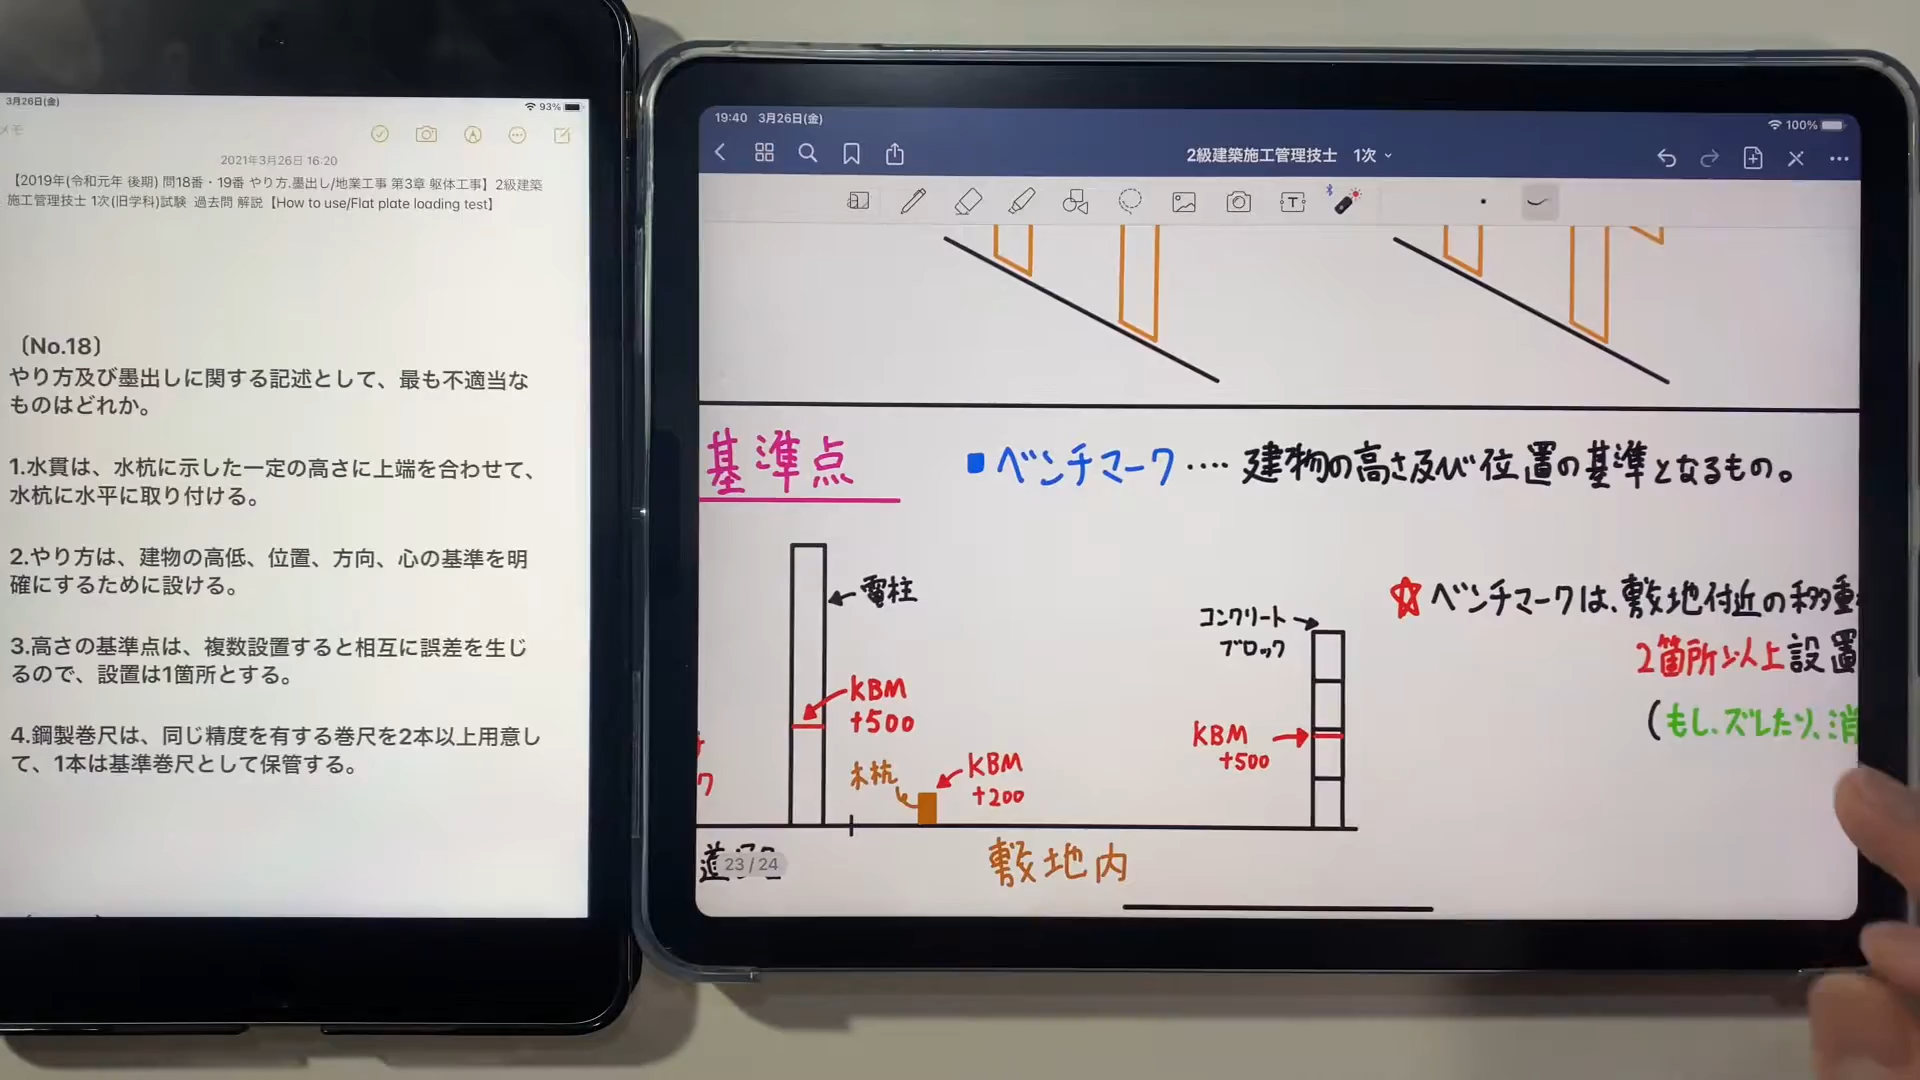 3月26日(金)
93%
メモ
2021年3月26日 16:20
【2019年(令和元年 後期) 問18番・19番 やり方.墨出し/地業工事 第3章 躯体工事】2級建築
施工管理技士 1次(旧学科)試験 過去問 解説【How to use/Flat plate loading test】
〔No.18〕
やり方及び墨出しに関する記述として、最も不適当な
ものはどれか。
1.水貫は、水杭に示した一定の高さに上端を合わせて、
水杭に水平に取り付ける。
2.やり方は、建物の高低、位置、方向、心の基準を明
確にするために設ける。
3.高さの基準点は、複数設置すると相互に誤差を生じ
るので、設置は1箇所とする。
4.鋼製巻尺は、同じ精度を有する巻尺を2本以上用意し
て、1本は基準巻尺として保管する。
19:40 3月26日(金)
100%
2級建築施工管理技士 1次
基準点
ベンチマーク‥‥建物の高さ及び位置の基準となるもの。
電柱
KBM
+500
木杭
KBM
+200
コンクリート
ブロック
KBM
+500
☆ベンチマークは、敷地付近の移
2箇所以上設置
(もし、ズレたり、消
道
23 / 24
敷地内